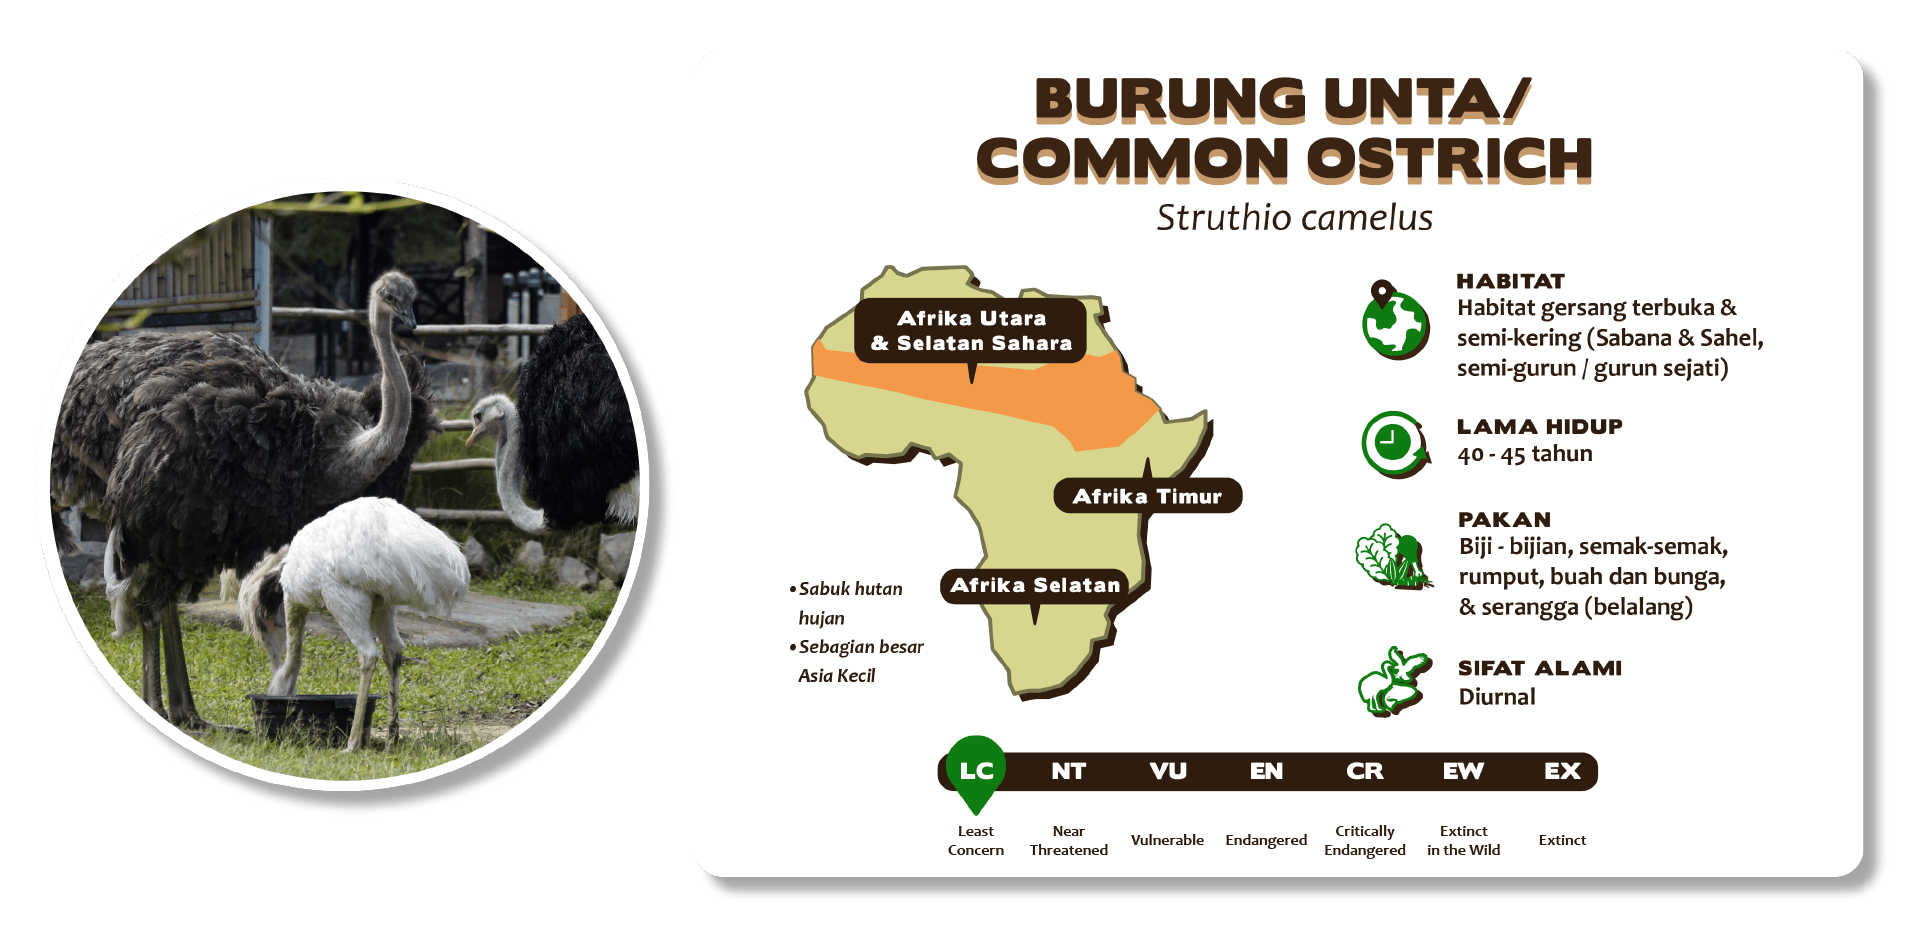 BURUNG UNTA/
COMMON OSTRICH
Struthio camelus
Afrika Utara
& Selatan Sahara
Afrika Timur
Afrika Selatan
•Sabuk hutan
hujan
•Sebagian besar
Asia Kecil
HABITAT
Habitat gersang terbuka &
semi-kering (Sabana & Sahel,
semi-gurun / gurun sejati)
LAMA HIDUP
40 - 45 tahun
PAKAN
Biji - bijian, semak-semak,
rumput, buah dan bunga,
& serangga (belalang)
SIFAT ALAMI
Diurnal
LC NT VU EN CR EW EX
Least Concern
Near Threatened
Vulnerable
Endangered
Critically Endangered
Extinct in the Wild
Extinct